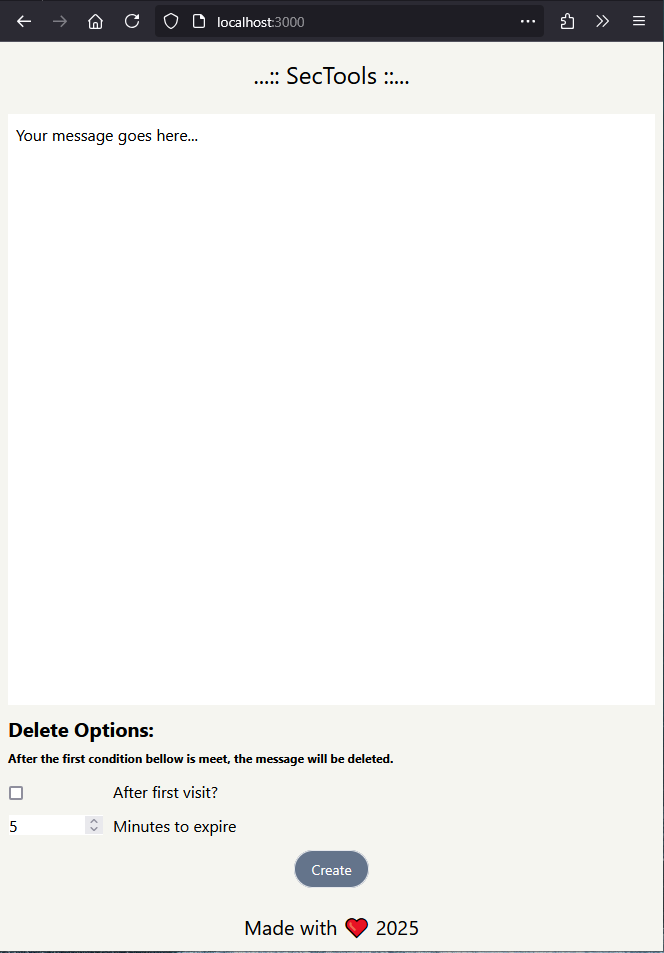 localhost:3000
...:: SecTools ::...
Your message goes here...
Delete Options:
After the first condition bellow is meet, the message will be deleted.
After first visit?
5 Minutes to expire
Create
Made with ❤️ 2025